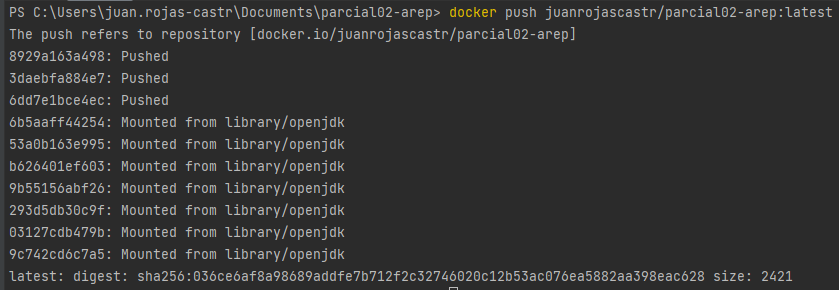 PS C:\Users\juan.rojas-castr\Documents\parcial02-arep> docker push juanrojascastr/parcial02-arep:latest
The push refers to repository [docker.io/juanrojascastr/parcial02-arep]
8929a163a498: Pushed
3daebfa884e7: Pushed
6dd7e1bce4ec: Pushed
6b5aaff44254: Mounted from library/openjdk
53a0b163e995: Mounted from library/openjdk
b626401ef603: Mounted from library/openjdk
9b55156abf26: Mounted from library/openjdk
293d5db30c9f: Mounted from library/openjdk
03127cdb479b: Mounted from library/openjdk
9c742cd6c7a5: Mounted from library/openjdk
latest: digest: sha256:036ce6af8a98689addfe7b712f2c32746020c12b53ac076ea5882aa398eac628 size: 2421